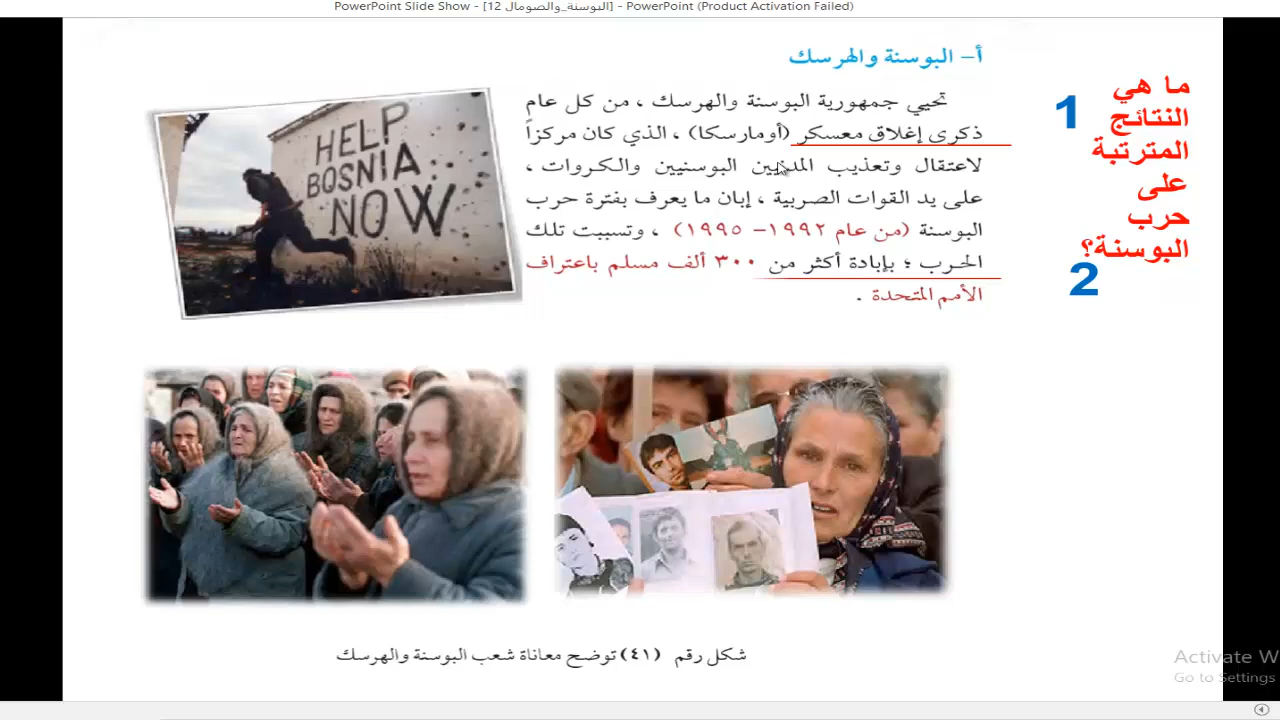 PowerPoint Slide Show - [البوسنة_والصومال 12] - PowerPoint (Product Activation Failed)
أ- البوسنة والهرسك
تحيي جمهورية البوسنة والهرسك ، من كل عام
ذكرى إغلاق معسكر (أومارسكا) ، الذي كان مركزاً
لاعتقال وتعذيب المدنيين البوسنيين والكروات ،
على يد القوات الصربية ، إبان ما يعرف بفترة حرب
البوسنة (من عام ١٩٩٢- ١٩٩٥) ، وتسببت تلك
الحرب ؛ بإبادة أكثر من ٣٠٠ ألف مسلم باعتراف
الأمم المتحدة .
1
ما هي
النتائج
المترتبة
على
حرب
البوسنة؟
2
HELP
BOSNIA
NOW
شكل رقم (٤١) توضح معاناة شعب البوسنة والهرسك
Activate W
Go to Settings